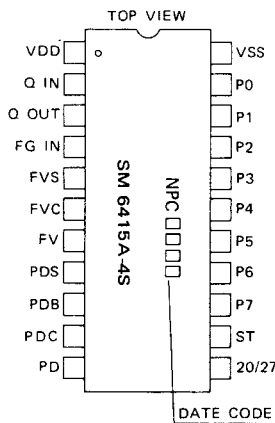 TOP VIEW
VDD VSS
Q IN P0
Q OUT P1
FG IN P2
FVS P3
FVC P4
FV P5
PDS P6
PDB P7
PDC ST
PD 20/27
SM 6415A-4S
NPC
DATE CODE